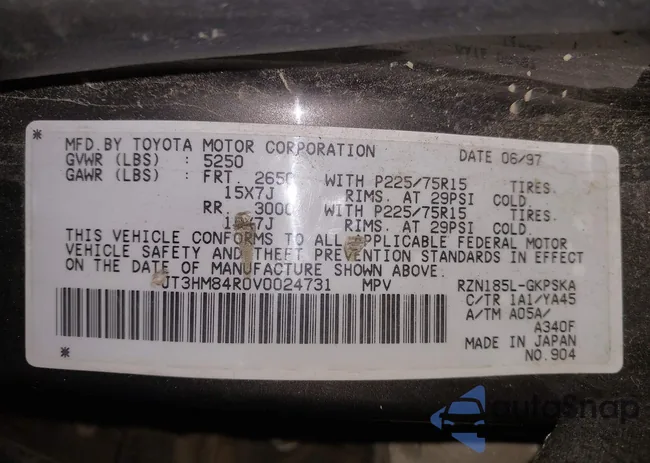 * MFD.BY TOYOTA MOTOR CORPORATION DATE 06/97
GVWR (LBS) : 5250
GAWR (LBS) : FRT. 2650 WITH P225/75R15 TIRES.
15X7J RIMS. AT 29PSI COLD.
RR. 3000 WITH P225/75R15 TIRES.
15X7J RIMS. AT 29PSI COLD.
THIS VEHICLE CONFORMS TO ALL APPLICABLE FEDERAL MOTOR
VEHICLE SAFETY AND THEFT PREVENTION STANDARDS IN EFFECT
ON THE DATE OF MANUFACTURE SHOWN ABOVE.
JT3HM84R0V0024731 MPV RZN185L-GKPSKA
C/TR 1A1/YA45
A/TM A05A/
A340F
MADE IN JAPAN
* NO.904
autoSnap